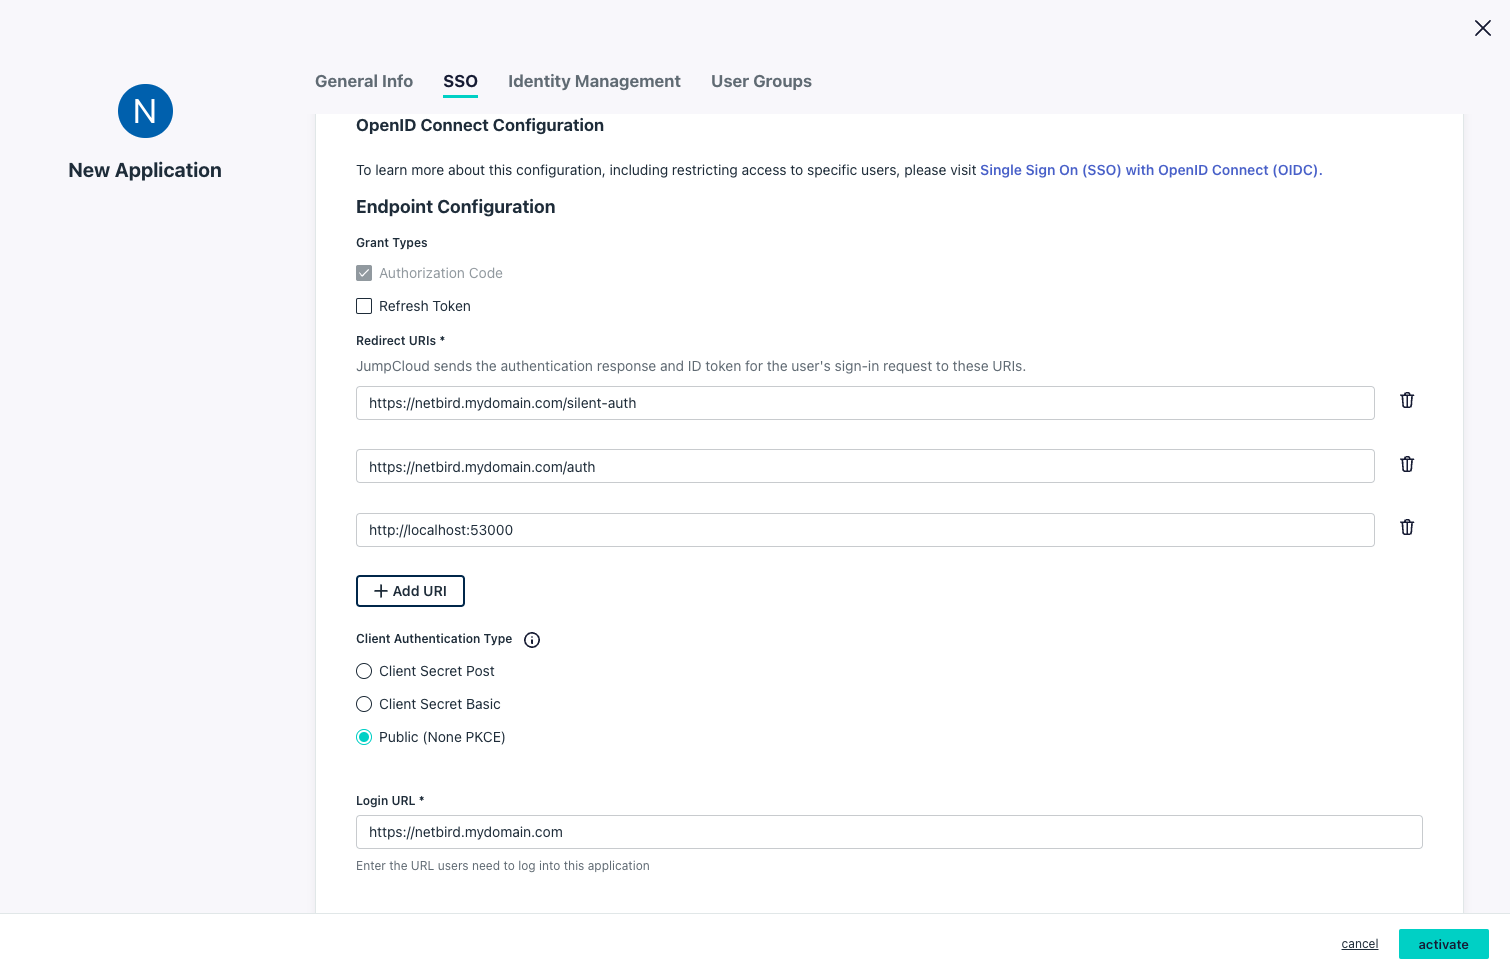 General Info SSO Identity Management User Groups
N
New Application
OpenID Connect Configuration
To learn more about this configuration, including restricting access to specific users, please visit Single Sign On (SSO) with OpenID Connect (OIDC).
Endpoint Configuration
Grant Types
Authorization Code
Refresh Token
Redirect URIs *
JumpCloud sends the authentication response and ID token for the user's sign-in request to these URIs.
https://netbird.mydomain.com/silent-auth
https://netbird.mydomain.com/auth
http://localhost:53000
Add URI
Client Authentication Type
Client Secret Post
Client Secret Basic
Public (None PKCE)
Login URL *
https://netbird.mydomain.com
Enter the URL users need to log into this application
cancel activate